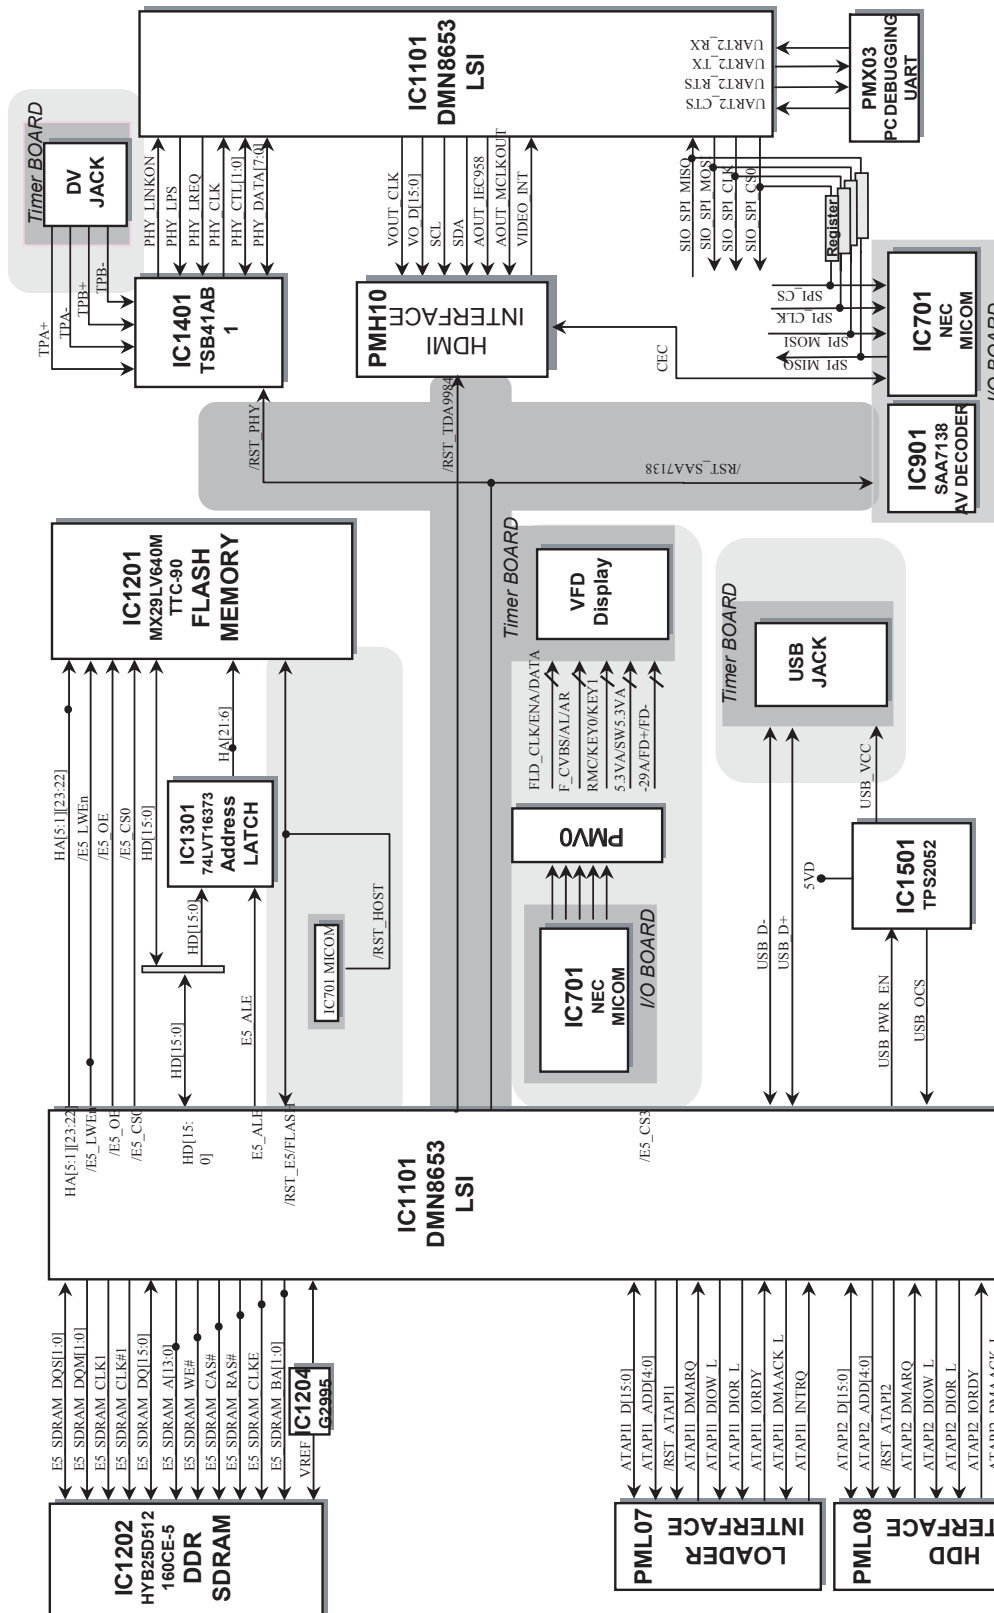 IC1101
DMN8653
LSI
UART2_RX
UART2_TX
UART2_RTS
UART2_CTS
PMX03
PC DEBUGGING
UART
Timer BOARD
DV
JACK
TPA+
TPA-
TPB+
TPB-
IC1401
TSB41AB
1
PHY_LINKON
PHY_LPS
PHY_LREQ
PHY_CLK
PHY_CTL[1:0]
PHY_DATA[7:0]
VOUT_CLK
VO_D[15:0]
SCL
SDA
AOUT_IEC958
AOUT_MCLKOUT
VIDEO_INT
PMH10
HDMI
INTERFACE
SIO_SPI_MISO
SIO_SPI_MOS
SIO_SPI_CLK
SIO_SPI_CS0
Register
SPI_CS
SPI_CLK
SPI_MOSI
SPI_MISO
CEC
IC701
NEC
MICOM
I/O BOARD
IC901
SAA7138
AV DECODER
/RST_PHY
/RST_TDA9984
/RST_SAA7138
IC1201
MX29LV640M
TTC-90
FLASH
MEMORY
HA[5:1][23:22]
/E5_LWEn
/E5_OE
/E5_CS0
HD[15:0]
HA[21:6]
IC1301
74LVT16373
Address
LATCH
HD[15:0]
HD[15:0]
E5_ALE
IC701 MICOM
/RST_HOST
Timer BOARD
VFD
Display
FLD_CLK/ENA/DATA
F_CVBS/AL/AR
RMC/KEY0/KEY1
5.3VA/SW5.3VA
-29A/FD+/FD-
PMV0
IC701
NEC
MICOM
I/O BOARD
Timer BOARD
USB
JACK
USB_D-
USB_D+
USB_VCC
5VD
IC1501
TPS2052
USB_PWR_EN
USB_OCS
HA[5:1][23:22]
/E5_LWEn
/E5_OE
/E5_CS0
HD[15:
0]
E5_ALE
/RST_E5/FLASH
/E5_CS3
IC1101
DMN8653
LSI
E5_SDRAM_DQS[1:0]
E5_SDRAM_DQM[1:0]
E5_SDRAM_CLK1
E5_SDRAM_CLK#1
E5_SDRAM_DQ[15:0]
E5_SDRAM_A[13:0]
E5_SDRAM_WE#
E5_SDRAM_CAS#
E5_SDRAM_RAS#
E5_SDRAM_CLKE
E5_SDRAM_BA[1:0]
VREF
IC1204
G2995
IC1202
HYB25D512
160CE-5
DDR
SDRAM
ATAPI1_D[15:0]
ATAPI1_ADD[4:0]
/RST_ATAPI1
ATAPI1_DMARQ
ATAPI1_DIOW_L
ATAPI1_DIOR_L
ATAPI1_IORDY
ATAPI1_DMAACK_L
ATAPI1_INTRQ
PML07
LOADER
INTERFACE
ATAPI2_D[15:0]
ATAPI2_ADD[4:0]
/RST_ATAPI2
ATAPI2_DMARQ
ATAPI2_DIOW_L
ATAPI2_DIOR_L
ATAPI2_IORDY
ATAPI2_DMAACK_L
PML08
HDD
TERFACE